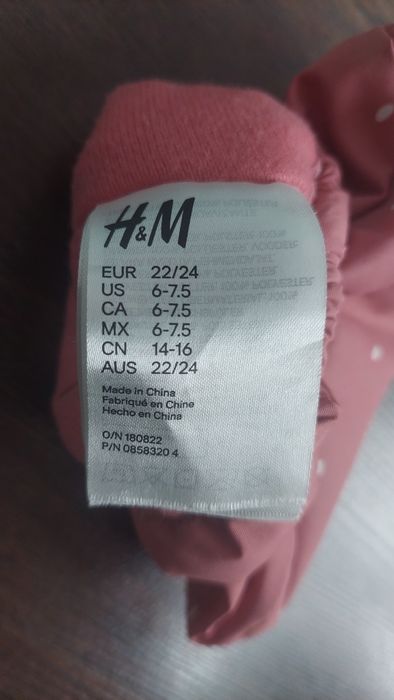 H&M
EUR 22/24
US 6-7.5
CA 6-7.5
MX 6-7.5
CN 14-16
AUS 22/24
Made in China
Fabriqué en Chine
Hecho en China
O/N 180822
P/N 0858320 4